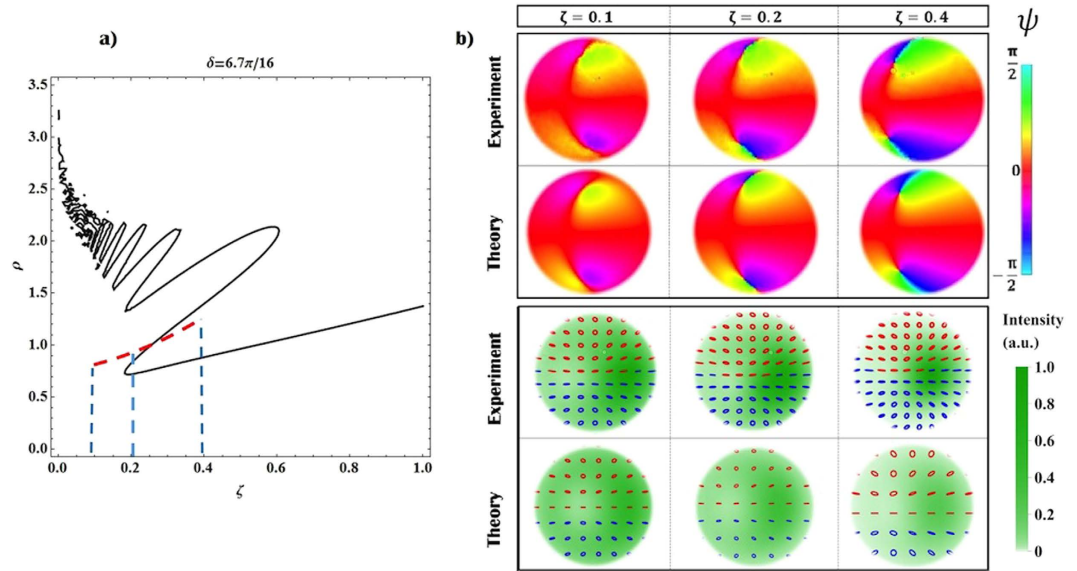 a)
δ=6.7π/16
3.5
3.0
2.5
2.0
1.5
1.0
0.5
0.0
ρ
0.0 0.2 0.4 0.6 0.8 1.0
ζ
b)
ζ = 0.1 ζ = 0.2 ζ = 0.4
Experiment
Theory
Experiment
Theory
ψ
π
2
0
π
− 2
Intensity
(a.u.)
1.0
0.8
0.6
0.4
0.2
0